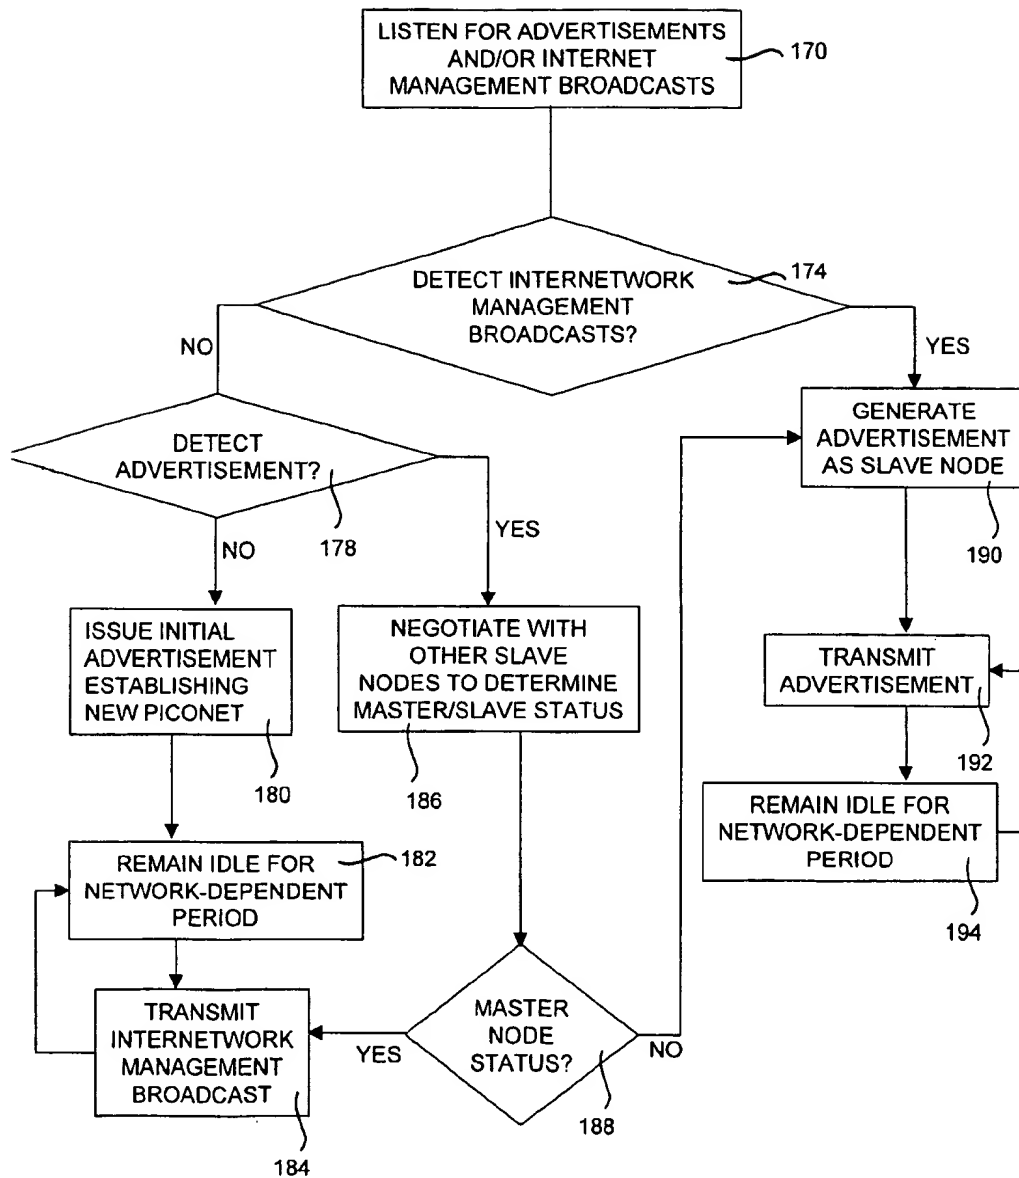 LISTEN FOR ADVERTISEMENTS
AND/OR INTERNET
MANAGEMENT BROADCASTS
170
DETECT INTERNETWORK
MANAGEMENT
BROADCASTS?
174
NO
YES
DETECT
ADVERTISEMENT?
178
GENERATE
ADVERTISEMENT
AS SLAVE NODE
190
NO
YES
ISSUE INITIAL
ADVERTISEMENT
ESTABLISHING
NEW PICONET
180
NEGOTIATE WITH
OTHER SLAVE
NODES TO DETERMINE
MASTER/SLAVE STATUS
186
TRANSMIT
ADVERTISEMENT
192
REMAIN IDLE FOR
NETWORK-DEPENDENT
PERIOD
182
REMAIN IDLE FOR
NETWORK-DEPENDENT
PERIOD
194
TRANSMIT
INTERNETWORK
MANAGEMENT
BROADCAST
184
MASTER
NODE
STATUS?
188
YES
NO